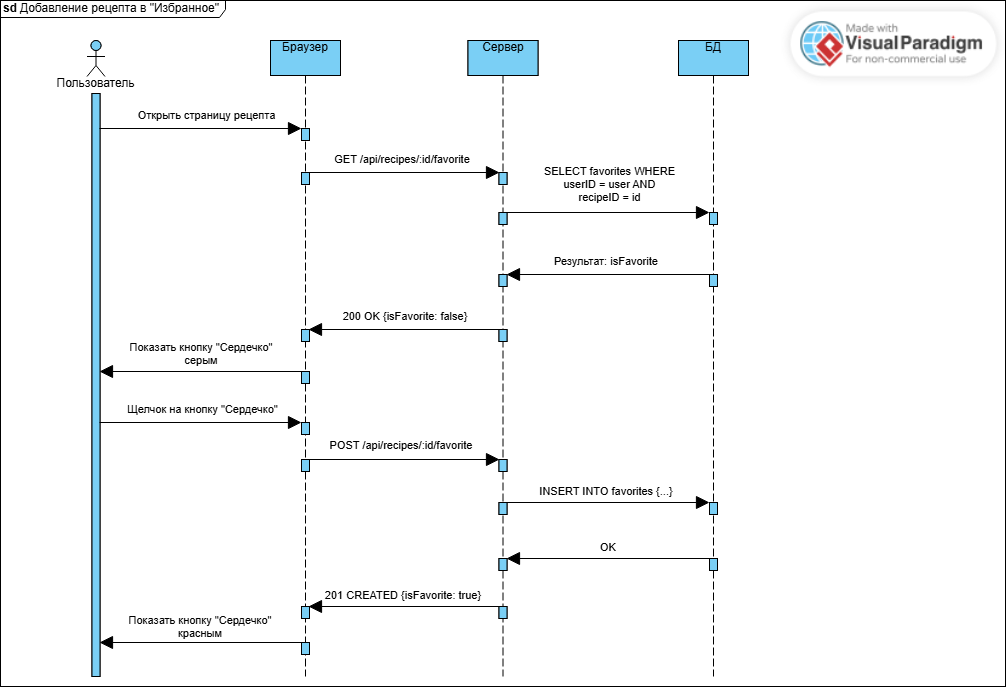 sd Добавление рецепта в "Избранное"
Made with
VisualParadigm
For non-commercial use
Пользователь
Браузер
Сервер
БД
Открыть страницу рецепта
GET /api/recipes/:id/favorite
SELECT favorites WHERE
userID = user AND
recipeID = id
Результат: isFavorite
200 OK {isFavorite: false}
Показать кнопку "Сердечко"
серым
Щелчок на кнопку "Сердечко"
POST /api/recipes/:id/favorite
INSERT INTO favorites {...}
OK
201 CREATED {isFavorite: true}
Показать кнопку "Сердечко"
красным